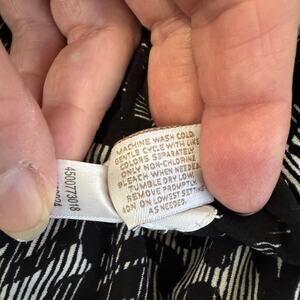 MACHINE WASH COLD
GENTLE CYCLE WITH LIKE
COLORS SEPARATELY
ONLY NON-CHLORINE
BLEACH WHEN NEEDED
TUMBLE DRY LOW
REMOVE PROMPTLY
ON LOWEST SETTING
AS NEEDED.
4500773018